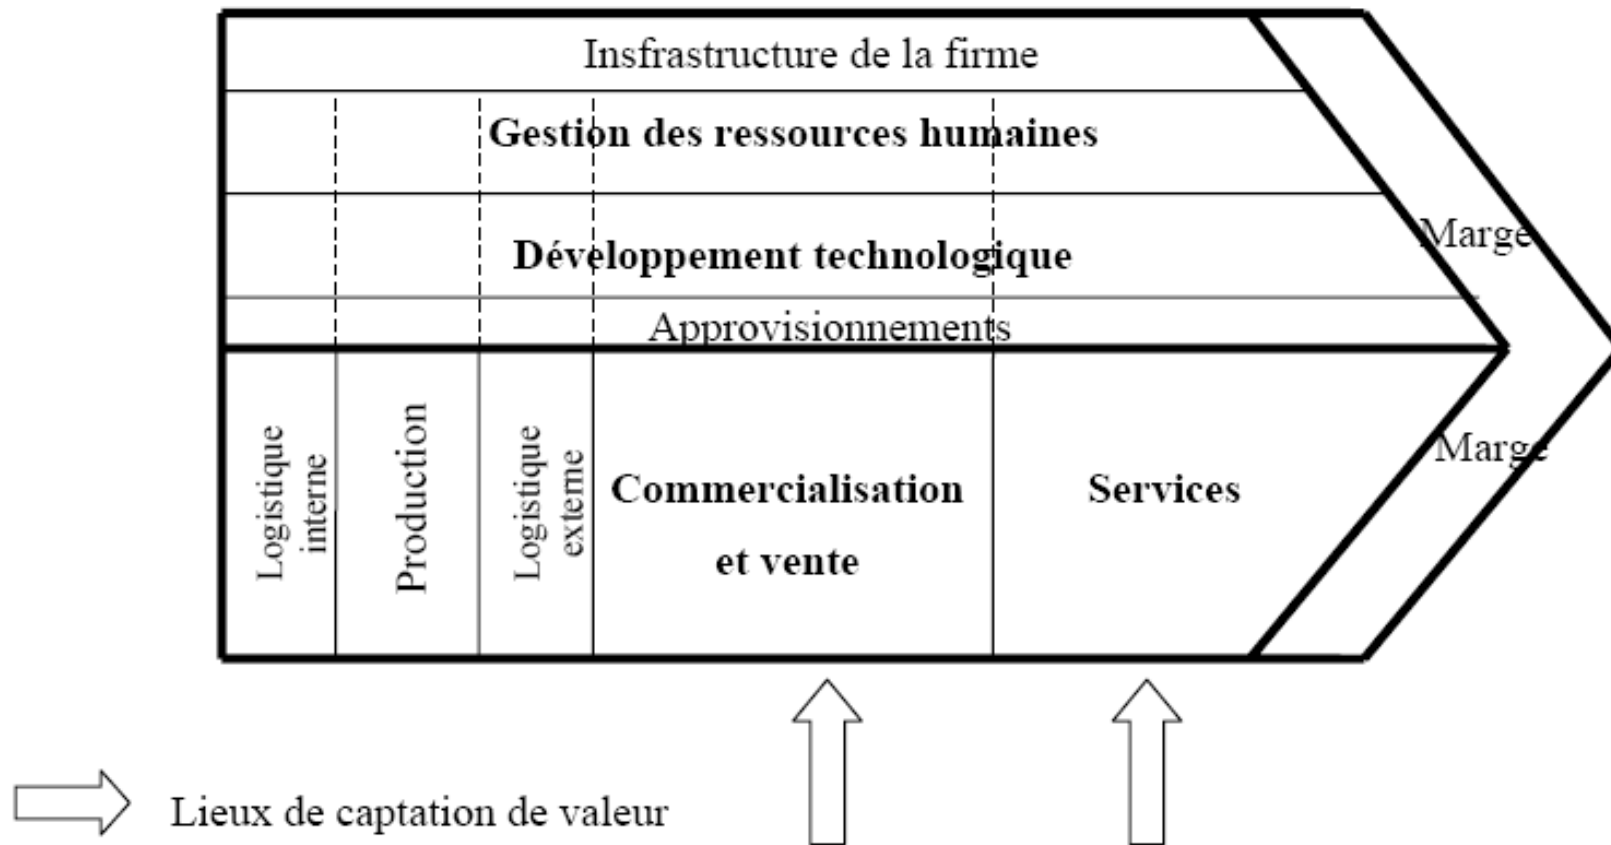 Insfrastructure de la firme
Gestion des ressources humaines
Développement technologique
Marge
Approvisionnements
Logistique
interne
Production
Logistique
externe
Commercialisation
et vente
Services
Marge
Lieux de captation de valeur